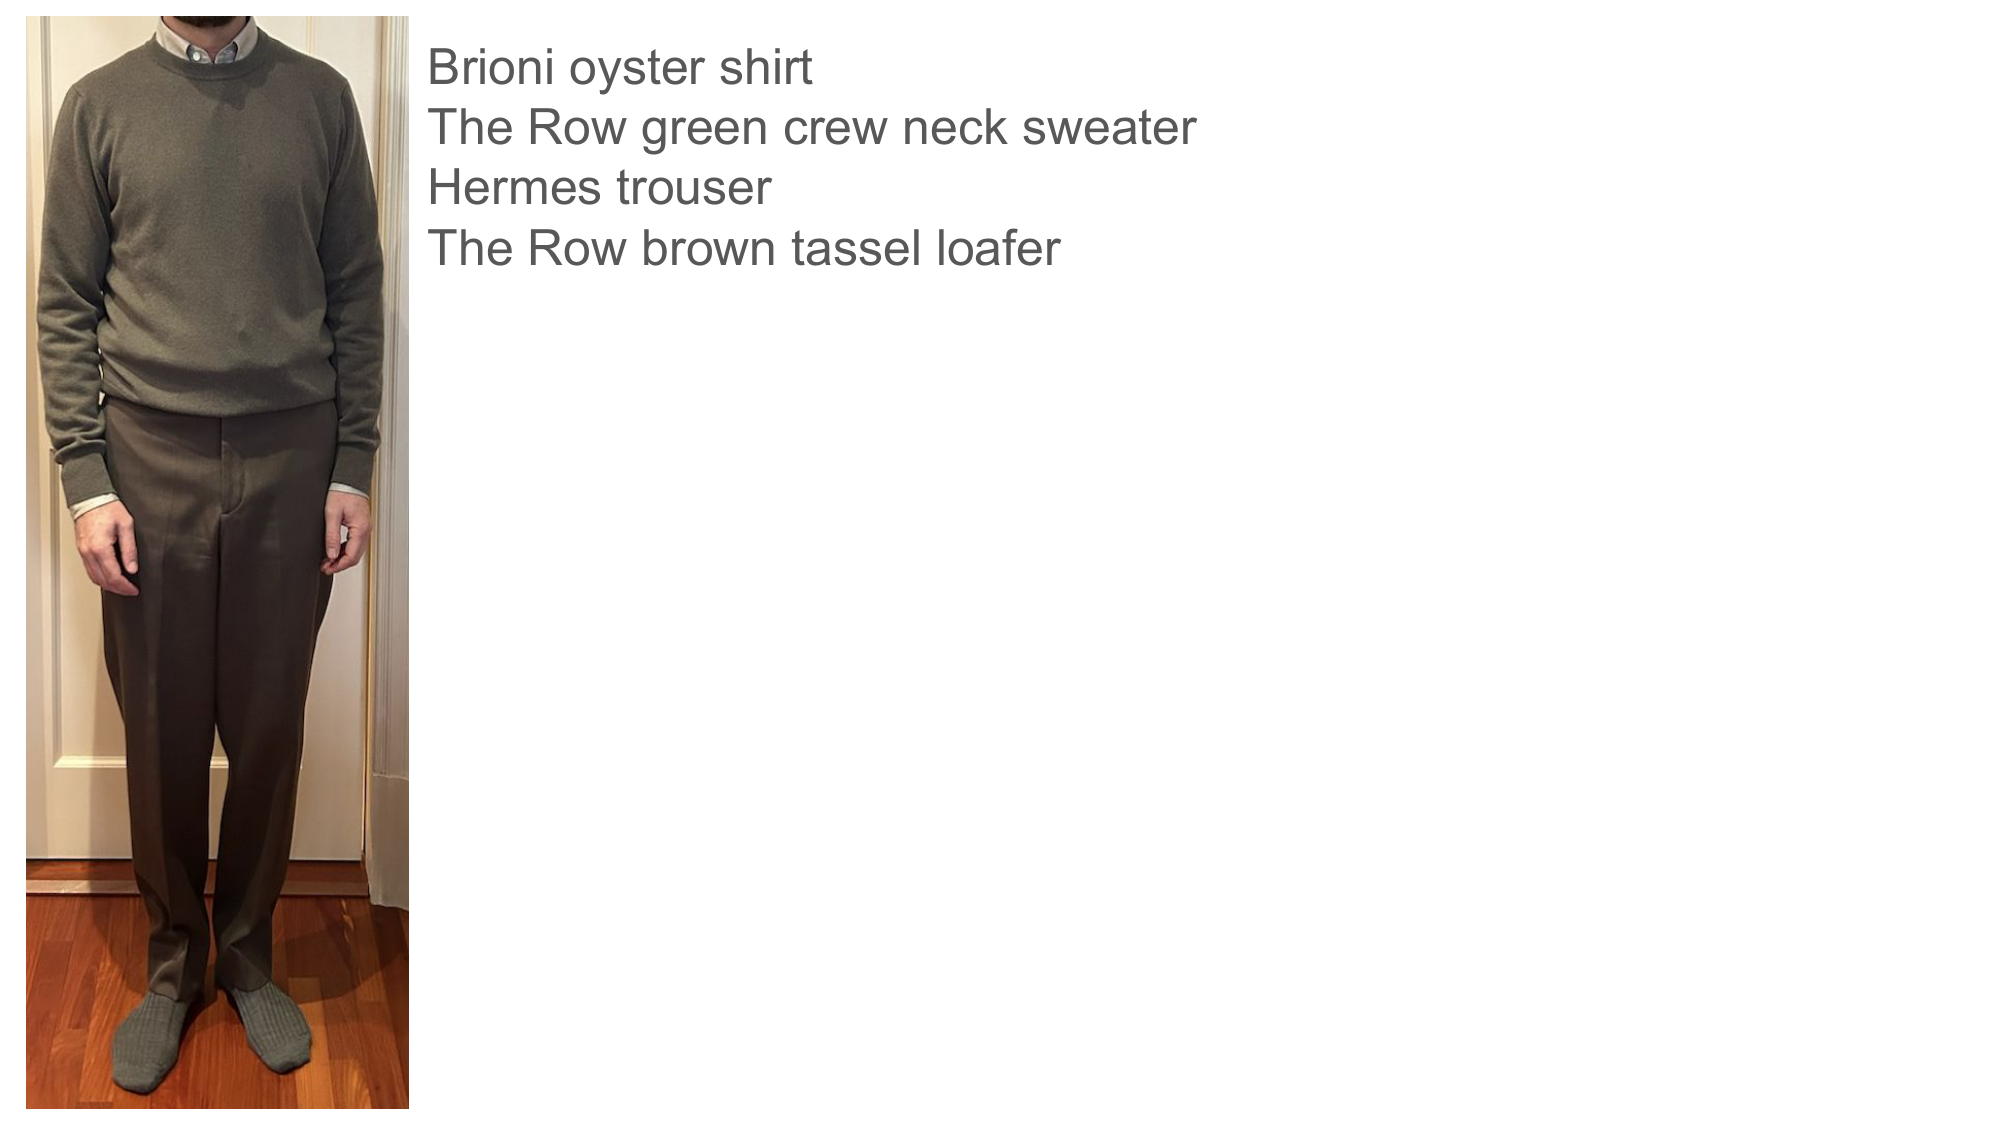 Brioni oyster shirt
The Row green crew neck sweater
Hermes trouser
The Row brown tassel loafer